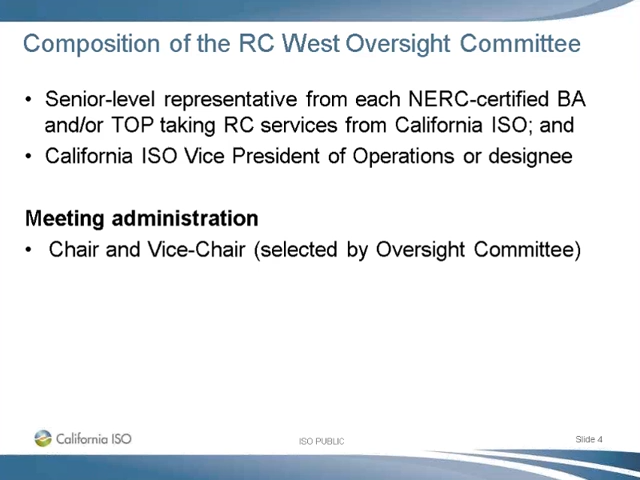 Composition of the RC West Oversight Committee
• Senior-level representative from each NERC-certified BA
and/or TOP taking RC services from California ISO; and
• California ISO Vice President of Operations or designee
Meeting administration
• Chair and Vice-Chair (selected by Oversight Committee)
California ISO
ISO PUBLIC
Slide 4